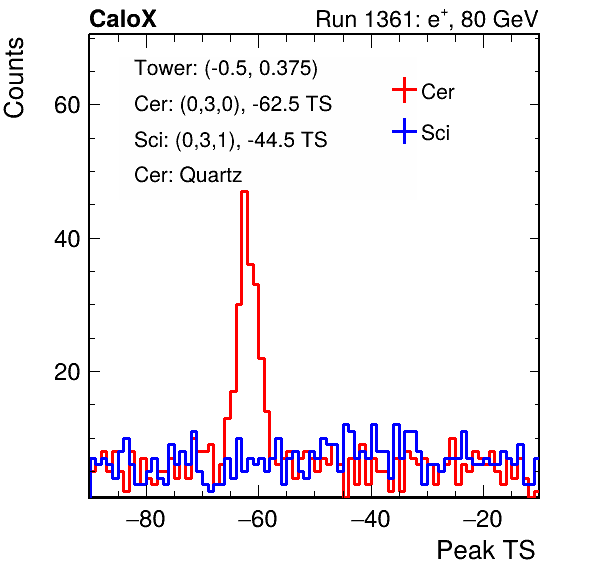 CaloX
Run 1361: e+, 80 GeV
Counts
Tower: (-0.5, 0.375)
Cer: (0,3,0), -62.5 TS
Sci: (0,3,1), -44.5 TS
Cer: Quartz
Cer
Sci
60
40
20
−80 −60 −40 −20
Peak TS